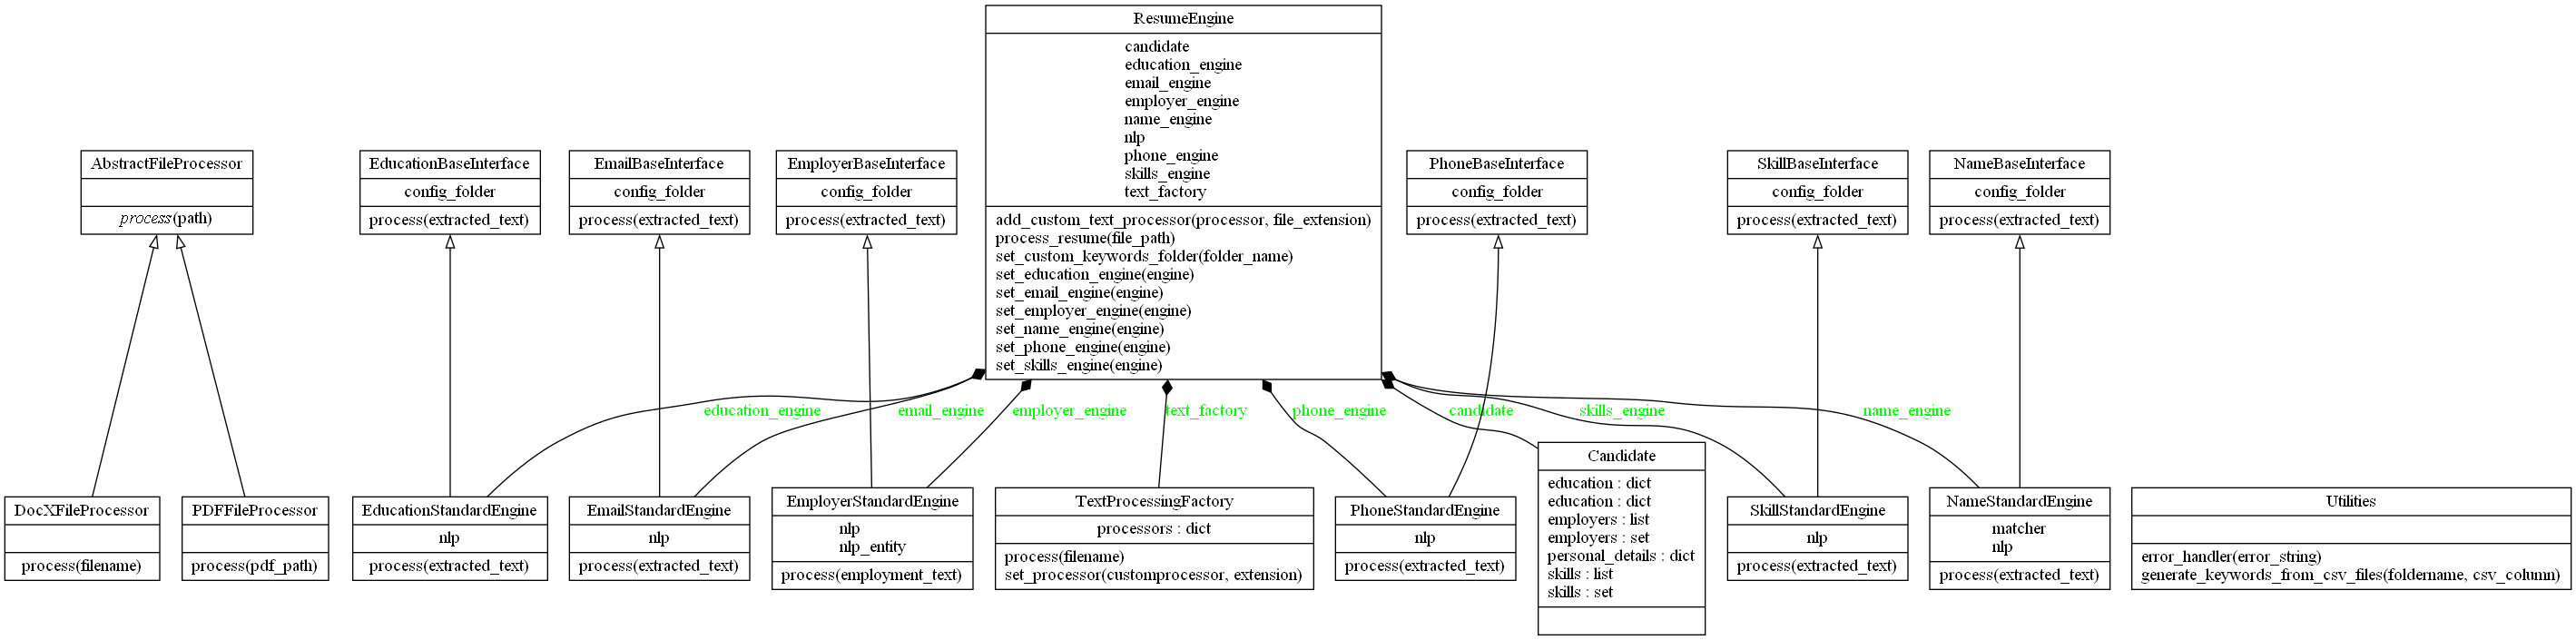 ResumeEngine
candidate
education_engine
email_engine
employer_engine
name_engine
nlp
phone_engine
skills_engine
text_factory
add_custom_text_processor(processor, file_extension)
process_resume(file_path)
set_custom_keywords_folder(folder_name)
set_education_engine(engine)
set_email_engine(engine)
set_employer_engine(engine)
set_name_engine(engine)
set_phone_engine(engine)
set_skills_engine(engine)
AbstractFileProcessor
process(path)
EducationBaseInterface
config_folder
process(extracted_text)
EmailBaseInterface
config_folder
process(extracted_text)
EmployerBaseInterface
config_folder
process(extracted_text)
PhoneBaseInterface
config_folder
process(extracted_text)
SkillBaseInterface
config_folder
process(extracted_text)
NameBaseInterface
config_folder
process(extracted_text)
education_engine
email_engine
employer_engine
text_factory
phone_engine
candidate
skills_engine
name_engine
DocXFileProcessor
process(filename)
PDFFileProcessor
process(pdf_path)
EducationStandardEngine
nlp
process(extracted_text)
EmailStandardEngine
nlp
process(extracted_text)
EmployerStandardEngine
nlp
nlp_entity
process(employment_text)
TextProcessingFactory
processors : dict
process(filename)
set_processor(customprocessor, extension)
PhoneStandardEngine
nlp
process(extracted_text)
Candidate
education : dict
education : dict
employers : list
employers : set
personal_details : dict
skills : list
skills : set
SkillStandardEngine
nlp
process(extracted_text)
NameStandardEngine
matcher
nlp
process(extracted_text)
Utilities
error_handler(error_string)
generate_keywords_from_csv_files(foldername, csv_column)